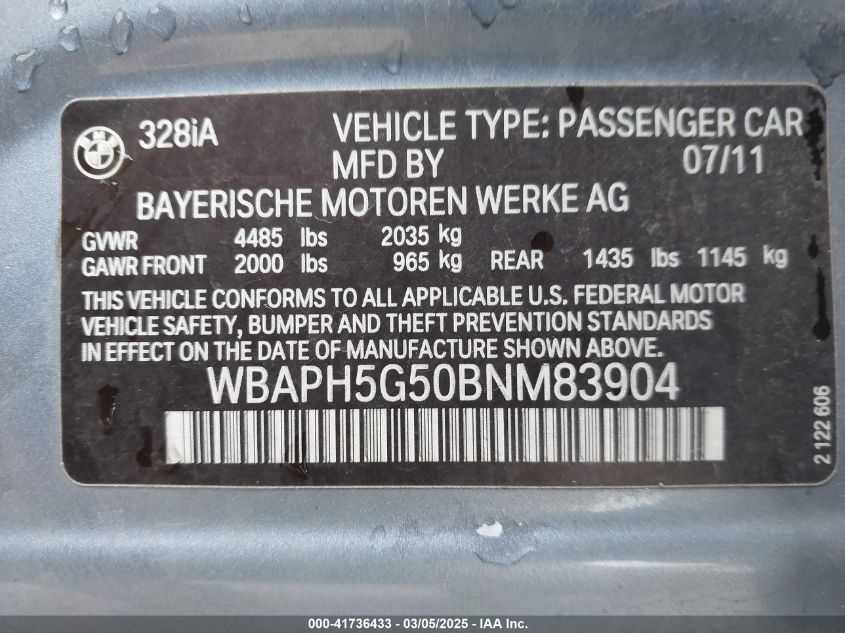 BMW
328iA VEHICLE TYPE: PASSENGER CAR
MFD BY 07/11
BAYERISCHE MOTOREN WERKE AG
GVWR 4485 lbs 2035 kg
GAWR FRONT 2000 lbs 965 kg REAR 1435 lbs 1145 kg
THIS VEHICLE CONFORMS TO ALL APPLICABLE U.S. FEDERAL MOTOR
VEHICLE SAFETY, BUMPER AND THEFT PREVENTION STANDARDS
IN EFFECT ON THE DATE OF MANUFACTURE SHOWN ABOVE.
WBAPH5G50BNM83904
2 122 606
000-41736433 - 03/05/2025 - IAA Inc.